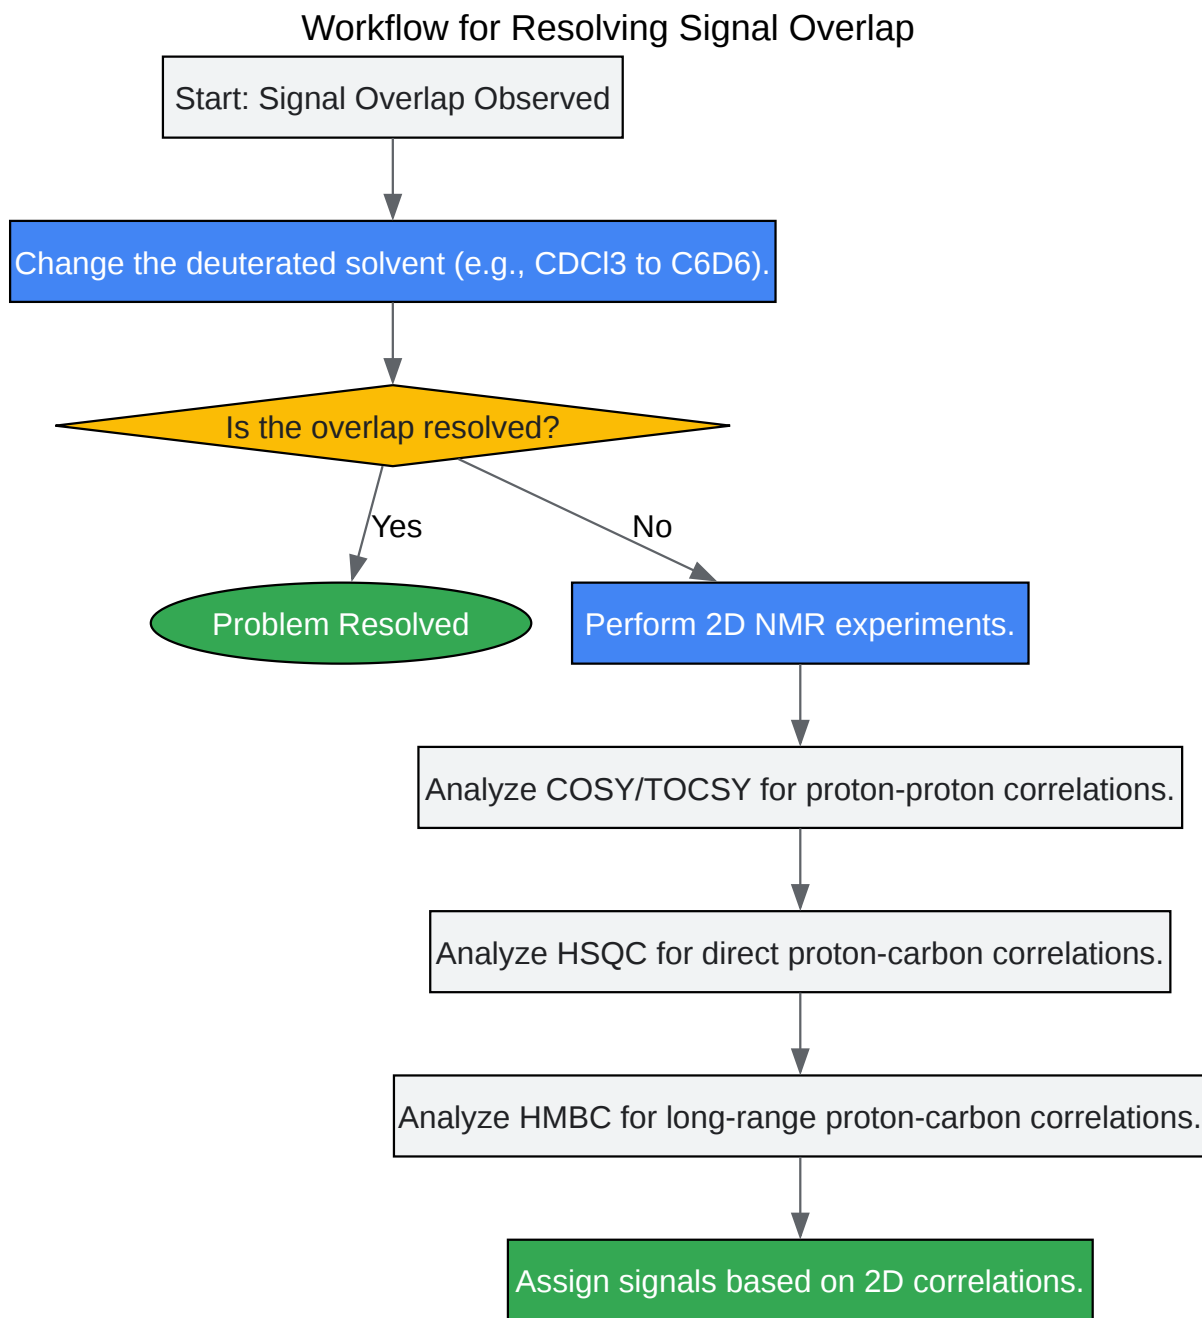 Workflow for Resolving Signal Overlap
Start: Signal Overlap Observed
Change the deuterated solvent (e.g., CDCl3 to C6D6).
Is the overlap resolved?
Yes
No
Problem Resolved
Perform 2D NMR experiments.
Analyze COSY/TOCSY for proton-proton correlations.
Analyze HSQC for direct proton-carbon correlations.
Analyze HMBC for long-range proton-carbon correlations.
Assign signals based on 2D correlations.